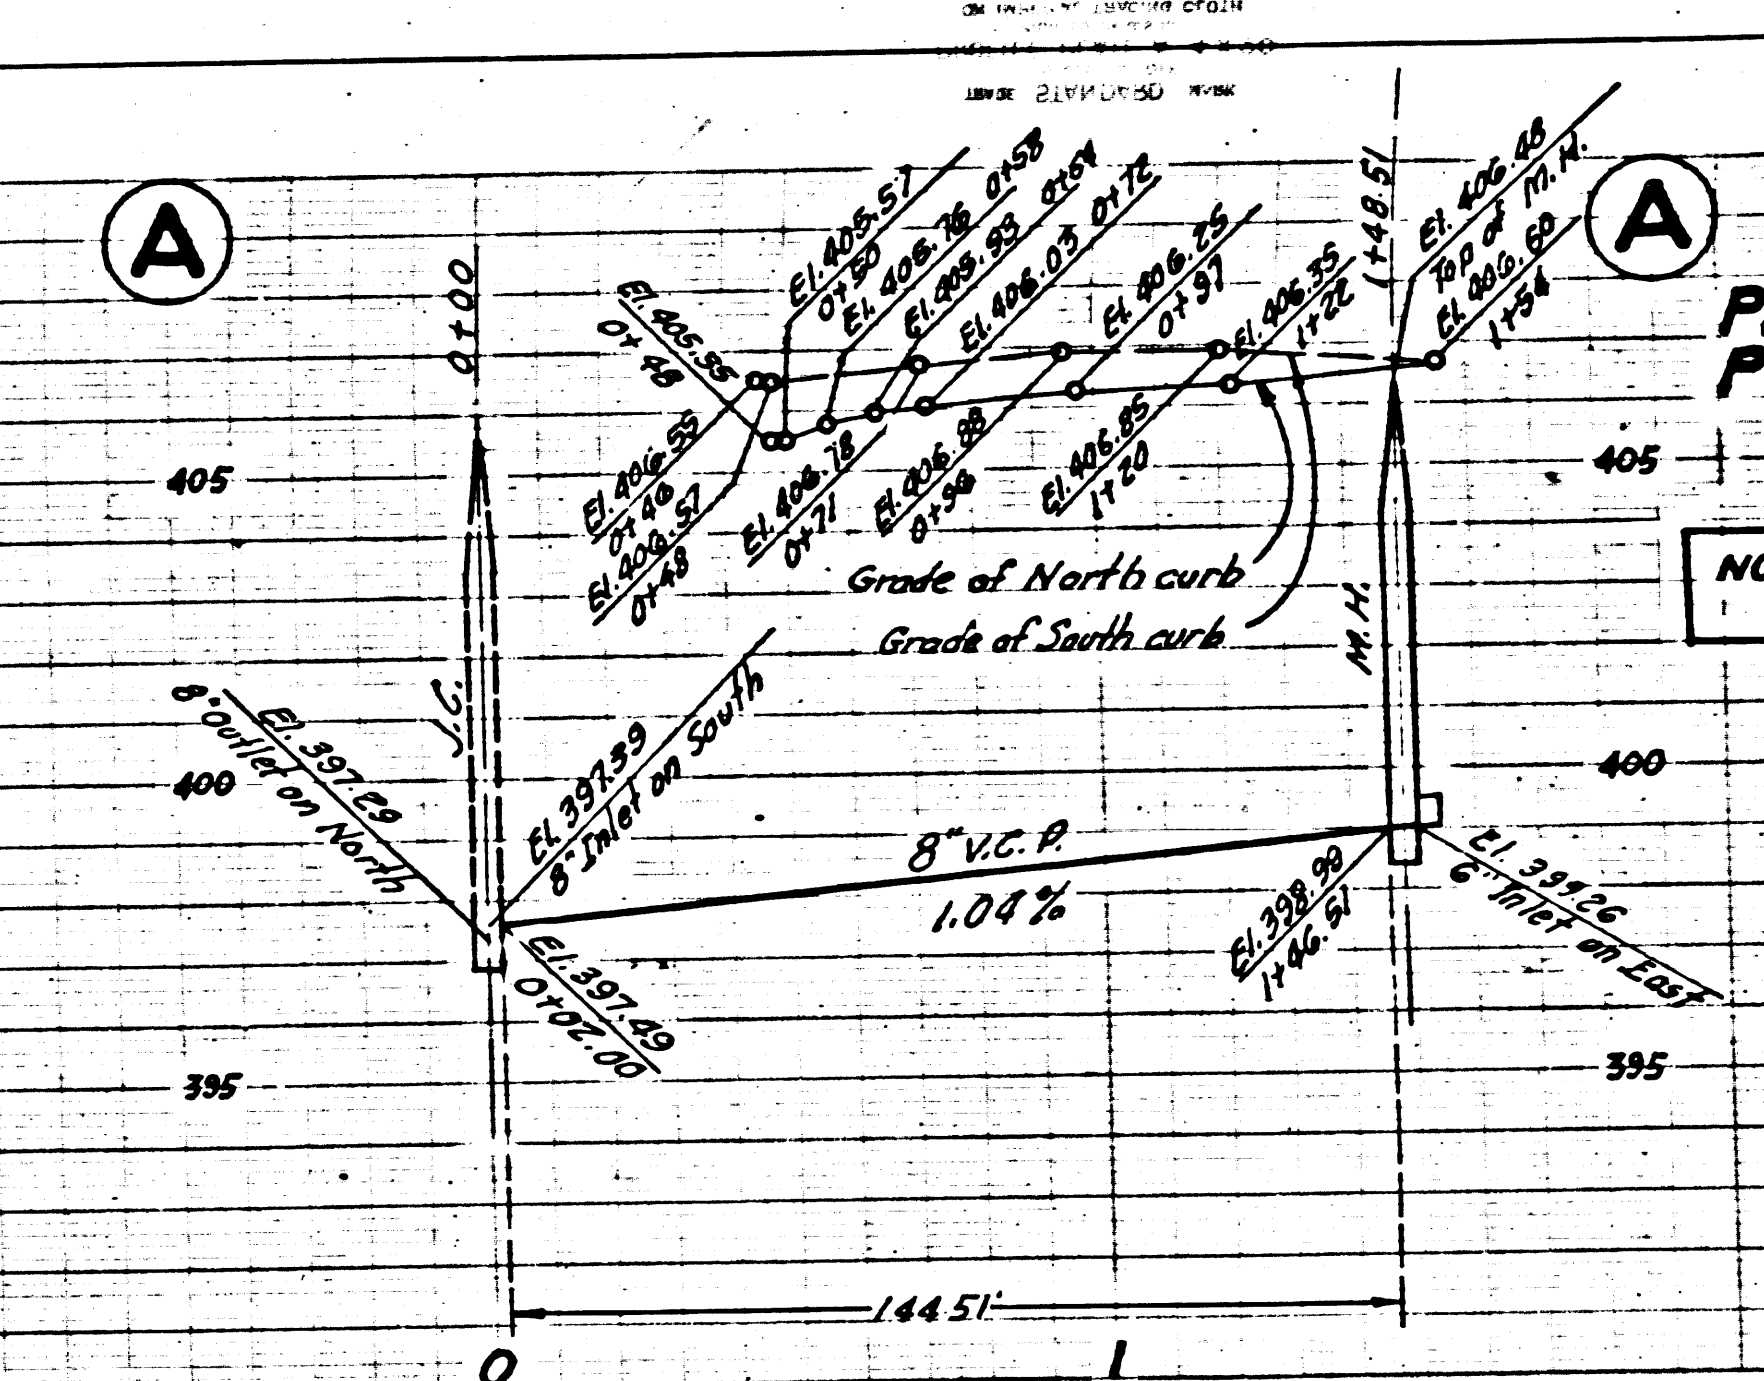 TRADE STANDARD MARK
A
A
0+00
1+48.51
El. 405.57
0+50
El. 405.76 0+58
El. 405.93 0+64
El. 406.03 0+72
El. 406.25
0+97
El. 406.35
1+22
El. 406.48
Top of M.H.
El. 406.60
1+54
El. 405.55
0+48
El. 406.55
0+46
El. 406.57
0+48
El. 406.78
0+71
El. 406.88
0+96
El. 406.85
1+20
405
405
Grade of North curb
Grade of South curb
M.H.
J.C.
El. 397.29
8" Outlet on North
El. 397.39
8" Inlet on South
400
400
8" V.C.P.
1.04%
El. 398.99
1+46.51
El. 399.26
6" Inlet on East
El. 397.49
0+02.00
395
395
144.51'
0
1